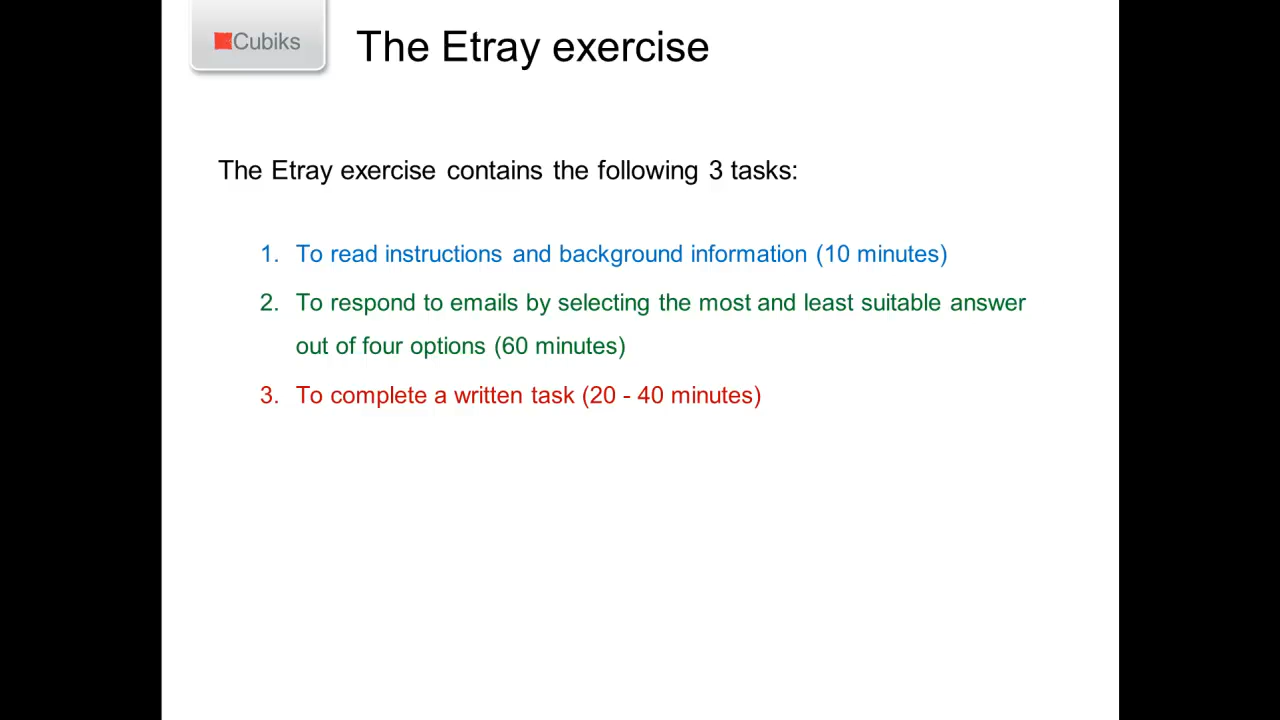 Cubiks
The Etray exercise
The Etray exercise contains the following 3 tasks:
1. To read instructions and background information (10 minutes)
2. To respond to emails by selecting the most and least suitable answer
out of four options (60 minutes)
3. To complete a written task (20 - 40 minutes)